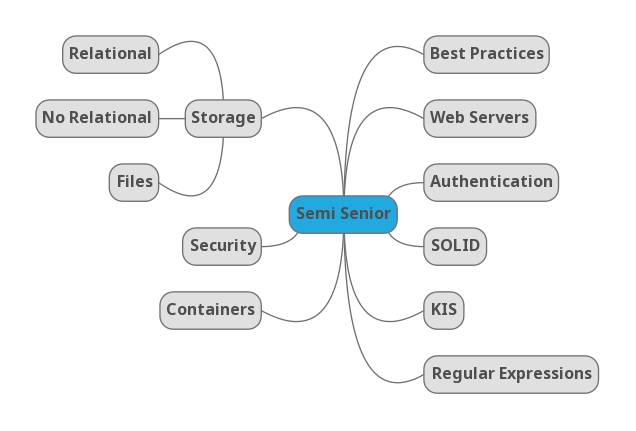 Relational
No Relational
Files
Storage
Security
Containers
Semi Senior
Best Practices
Web Servers
Authentication
SOLID
KIS
Regular Expressions